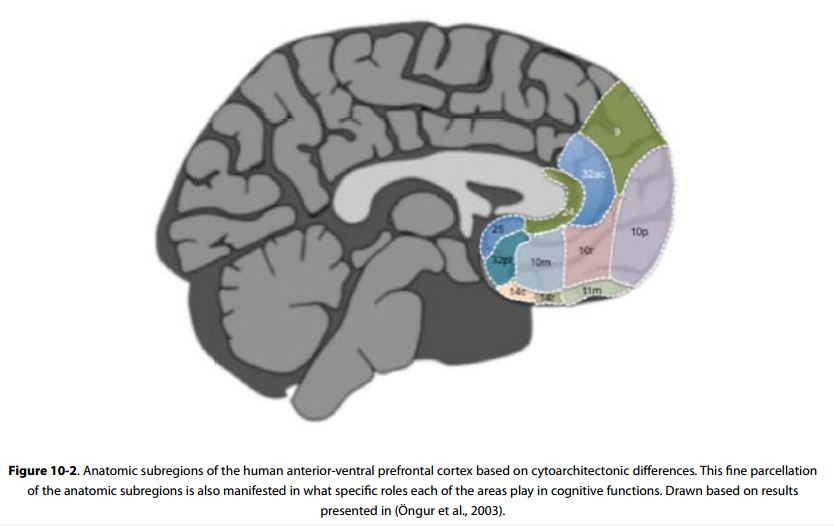 9
32ac
24
25
10p
10r
32pl
10m
14c
14r
11m
Figure 10-2. Anatomic subregions of the human anterior-ventral prefrontal cortex based on cytoarchitectonic differences. This fine parcellation
of the anatomic subregions is also manifested in what specific roles each of the areas play in cognitive functions. Drawn based on results
presented in (Öngur et al., 2003).